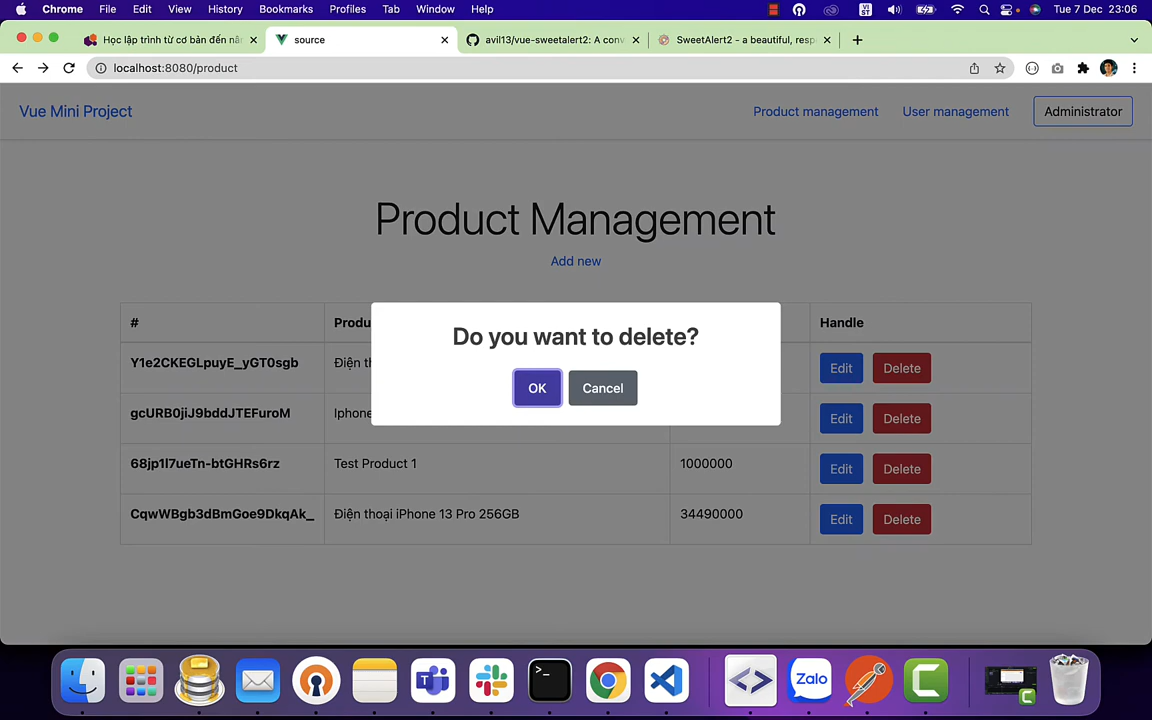 Chrome File Edit View History Bookmarks Profiles Tab Window Help VI ST Tue 7 Dec 23:06
Học lập trình từ cơ bản đến nân source avil13/vue-sweetalert2: A conv SweetAlert2 - a beautiful, resp
localhost:8080/product
Vue Mini Project Product management User management Administrator
Product Management
Add new
# Produ Handle
Do you want to delete?
Y1e2CKEGLpuyE_yGT0sgb Điện th Edit Delete
OK Cancel
gcURB0jiJ9bddJTEFuroM Iphone Edit Delete
68jp1I7ueTn-btGHRs6rz Test Product 1 1000000 Edit Delete
CqwWBgb3dBmGoe9DkqAk_ Điện thoại iPhone 13 Pro 256GB 34490000 Edit Delete
Zalo